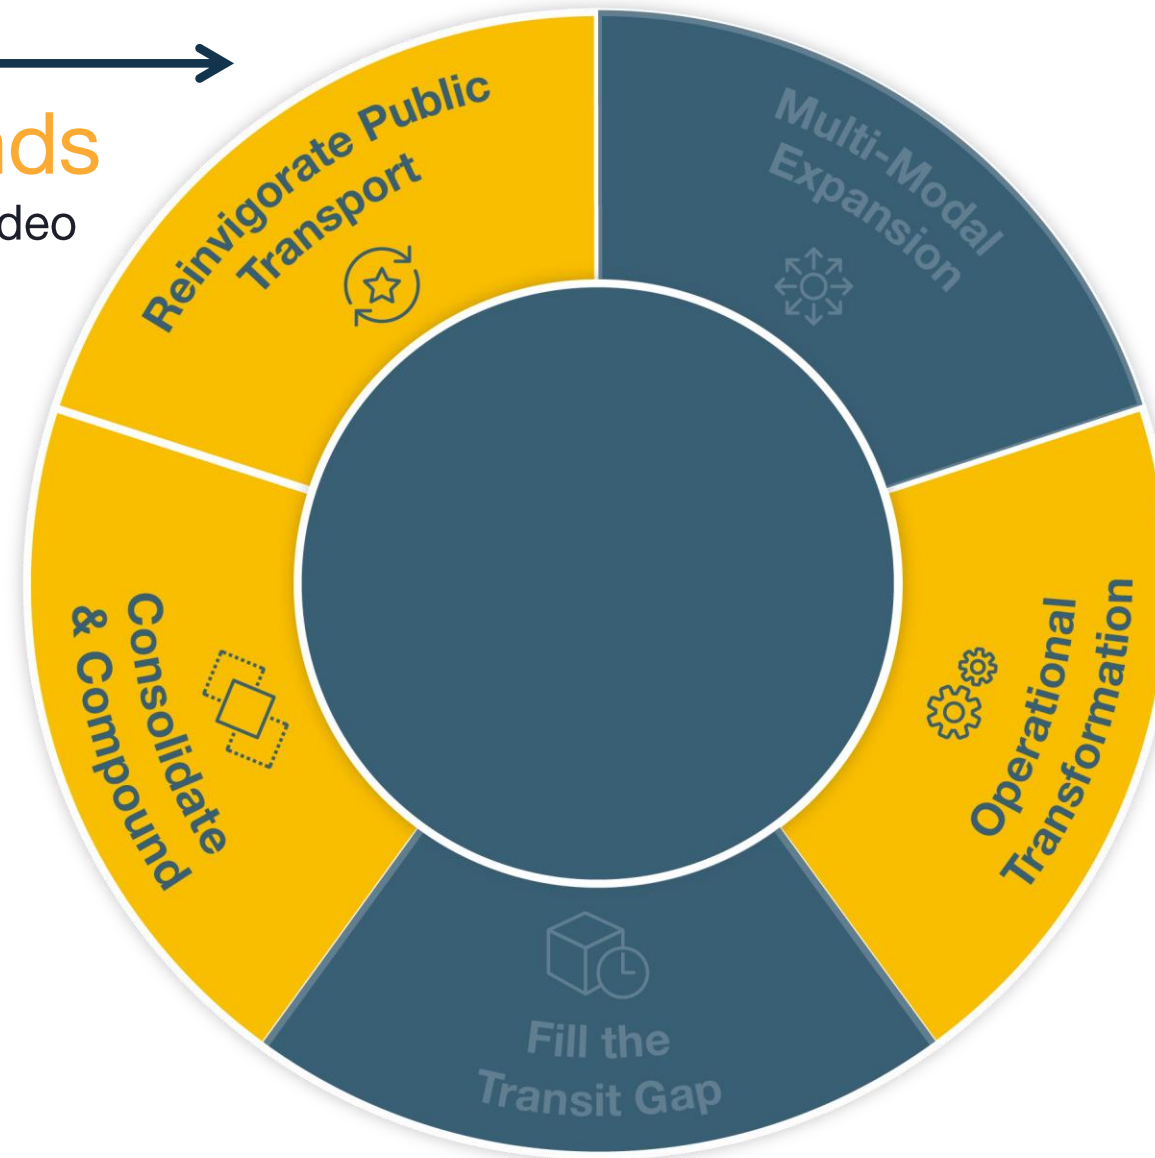 nds
deo
Reinvigorate Public
Transport
Multi-Modal
Expansion
Operational
Transformation
Fill the
Transit Gap
Consolidate
& Compound